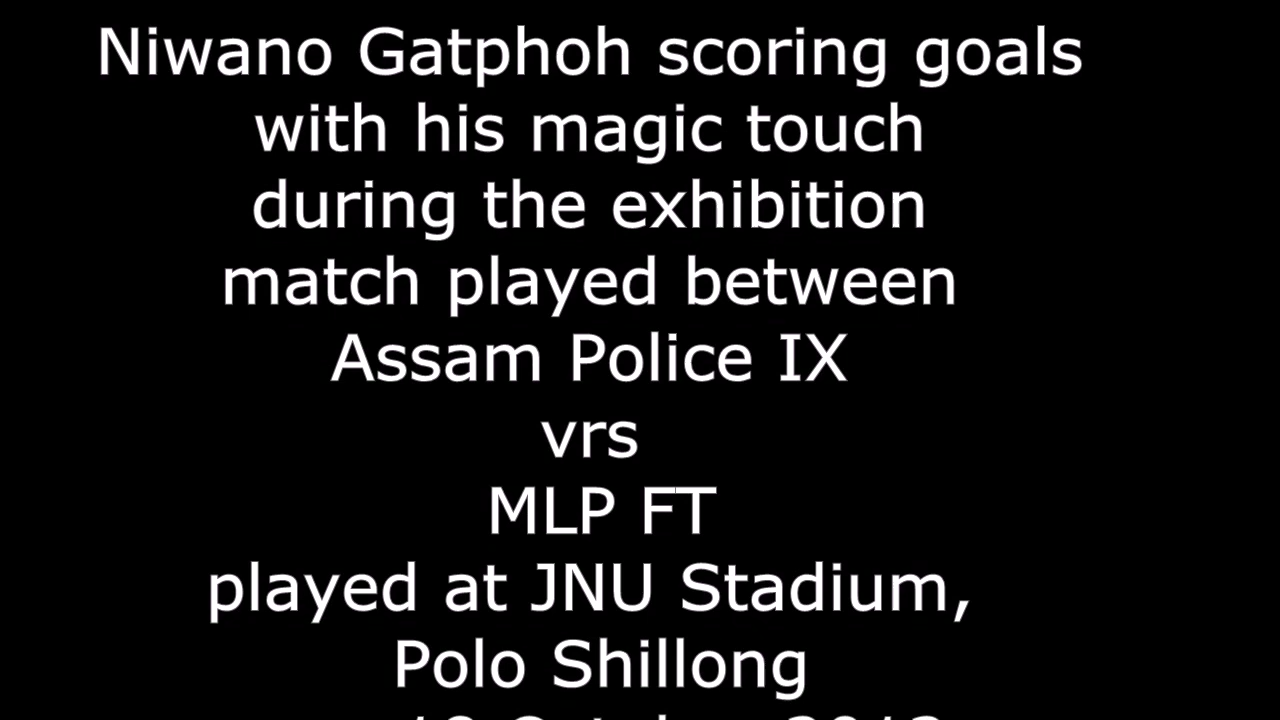 Niwano Gatphoh scoring goals
with his magic touch
during the exhibition
match played between
Assam Police IX
vrs
MLP FT
played at JNU Stadium,
Polo Shillong